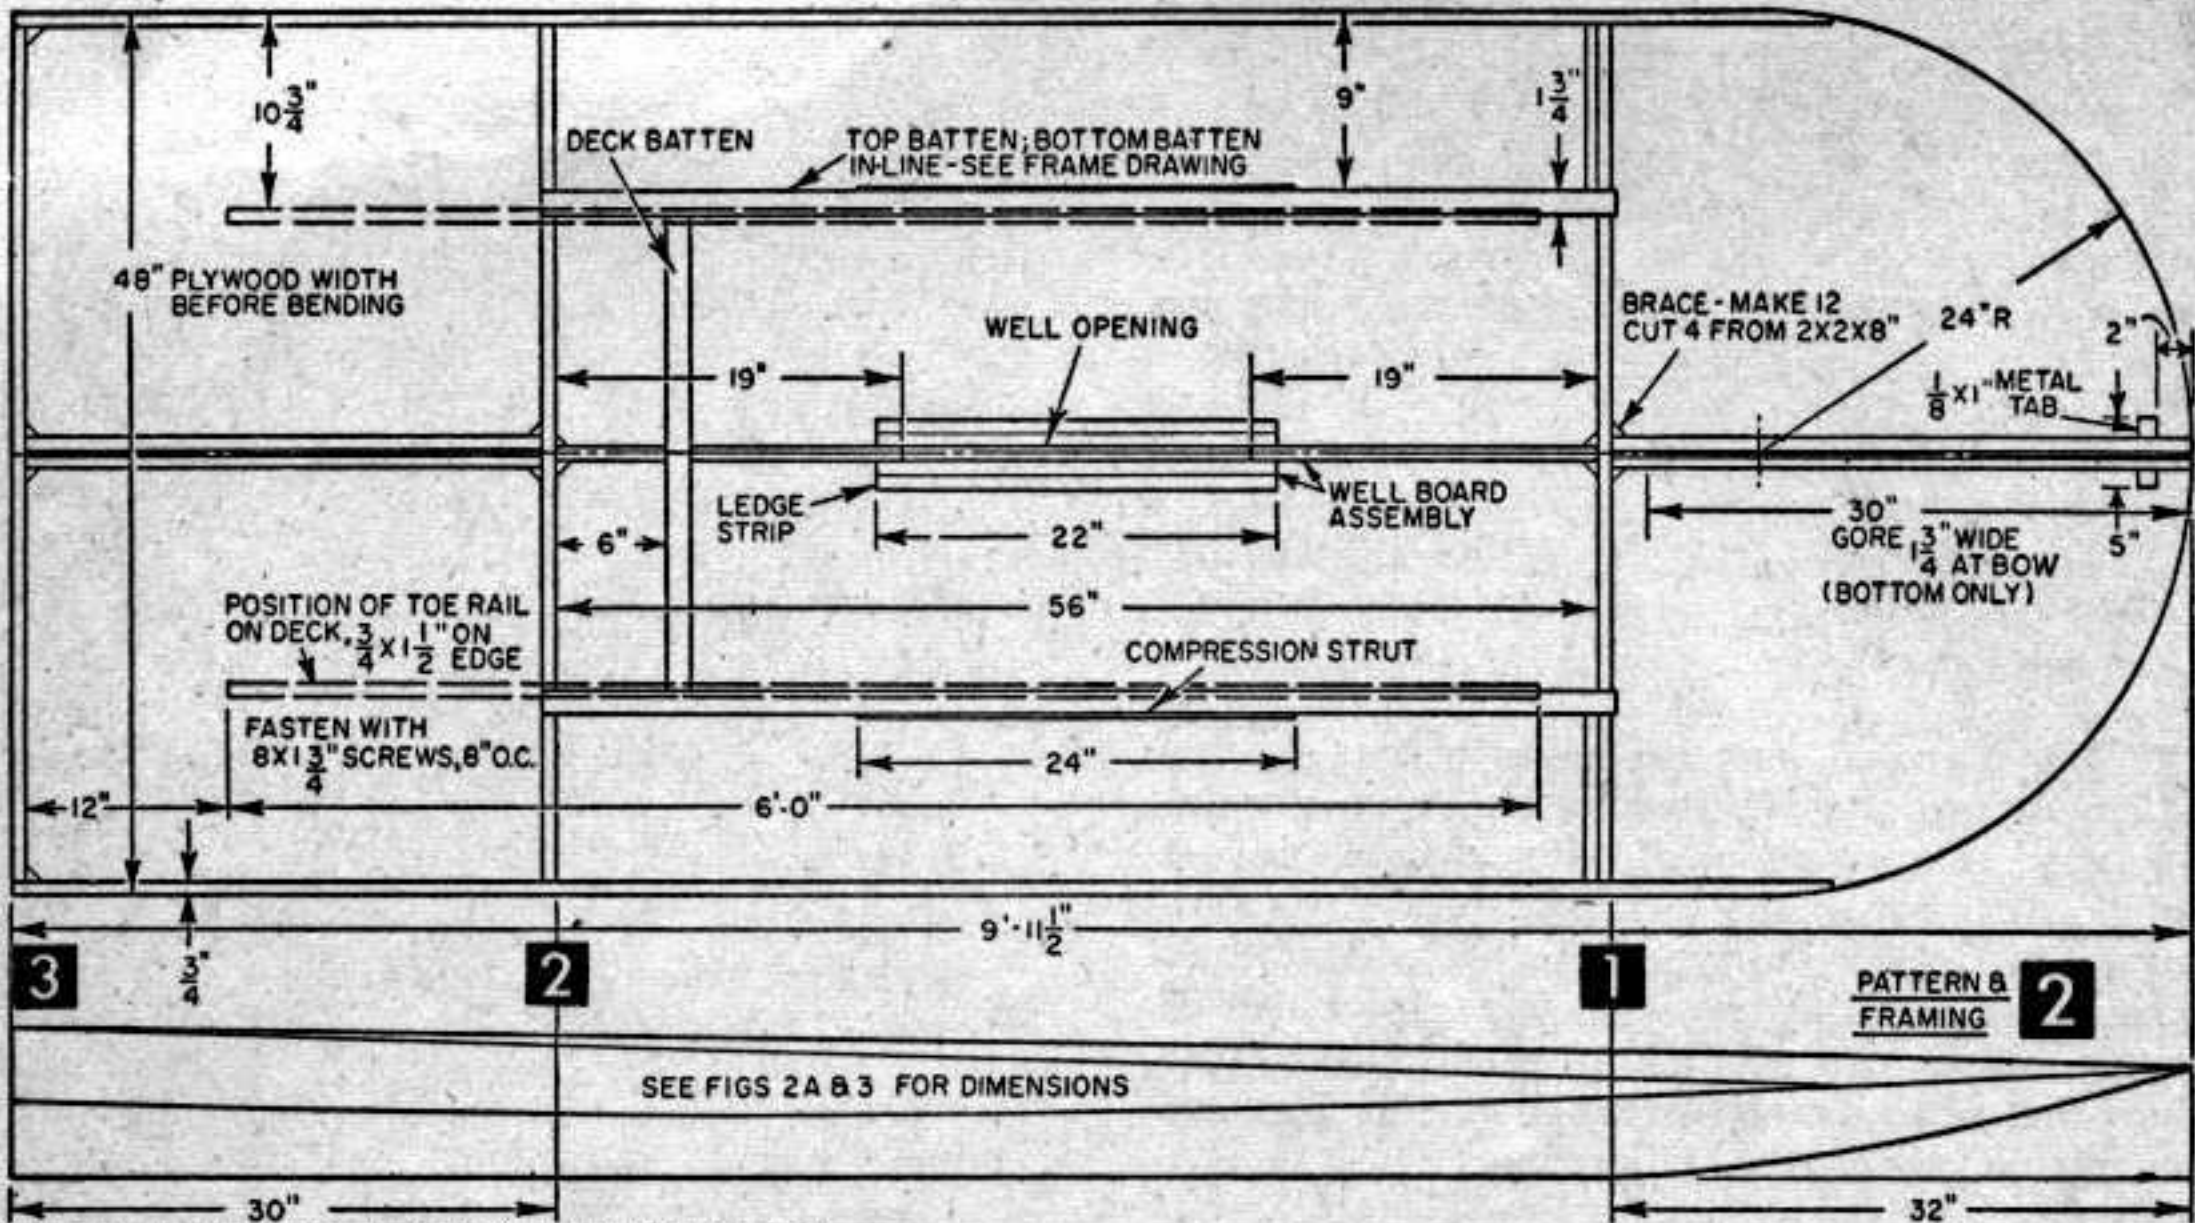 10 3/4"
9"
1 3/4"
DECK BATTEN
TOP BATTEN; BOTTOM BATTEN
IN-LINE - SEE FRAME DRAWING
48" PLYWOOD WIDTH
BEFORE BENDING
WELL OPENING
BRACE - MAKE 12
CUT 4 FROM 2X2X8"
24"R
2"
19"
19"
1/8 X1" METAL
TAB
LEDGE
STRIP
WELL BOARD
ASSEMBLY
22"
6"
30"
GORE 1 3/4" WIDE
AT BOW
(BOTTOM ONLY)
5"
POSITION OF TOE RAIL
ON DECK, 3/4 X 1 1/2" ON
EDGE
56"
COMPRESSION STRUT
FASTEN WITH
8X1 3/4" SCREWS, 8" O.C.
24"
12"
6'-0"
9'-11 1/2"
3
3/4
2
1
PATTERN &
FRAMING
2
SEE FIGS 2A & 3 FOR DIMENSIONS
30"
32"